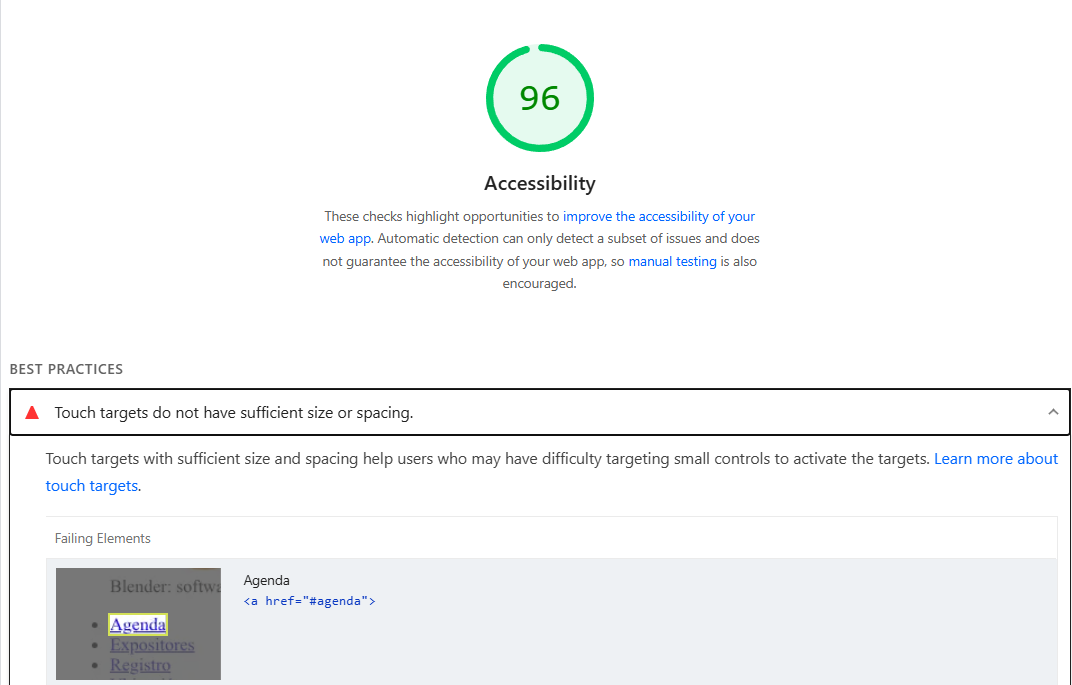 96
Accessibility
These checks highlight opportunities to improve the accessibility of your
web app. Automatic detection can only detect a subset of issues and does
not guarantee the accessibility of your web app, so manual testing is also
encouraged.
BEST PRACTICES
Touch targets do not have sufficient size or spacing.
Touch targets with sufficient size and spacing help users who may have difficulty targeting small controls to activate the targets. Learn more about
touch targets.
Failing Elements
Blender:
Agenda
Expositores
Registro
Agenda
<a href="#agenda">